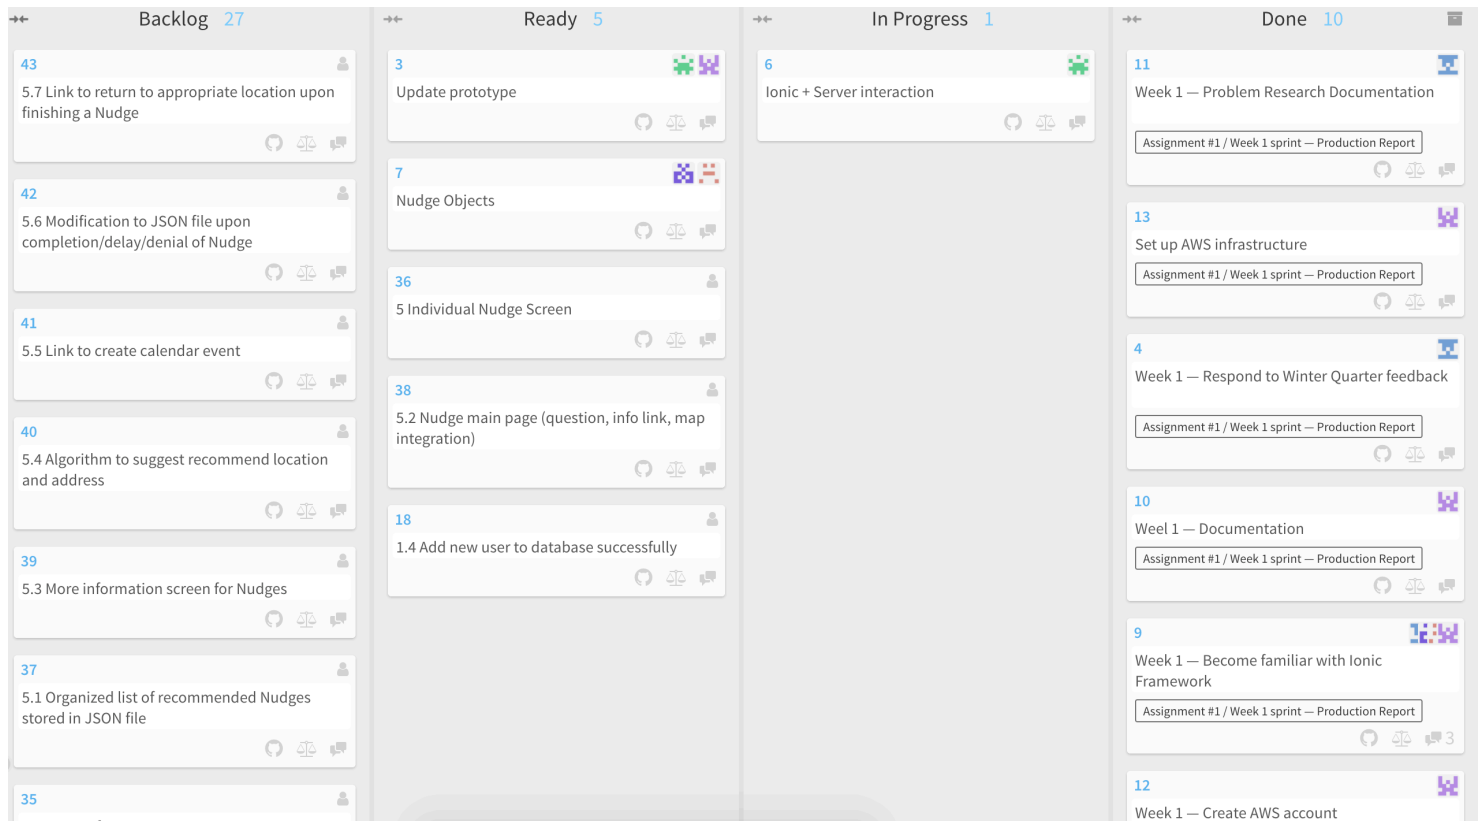 Backlog 27
43
5.7 Link to return to appropriate location upon
finishing a Nudge
42
5.6 Modification to JSON file upon
completion/delay/denial of Nudge
41
5.5 Link to create calendar event
40
5.4 Algorithm to suggest recommend location
and address
39
5.3 More information screen for Nudges
37
5.1 Organized list of recommended Nudges
stored in JSON file
35
Ready 5
3
Update prototype
7
Nudge Objects
36
5 Individual Nudge Screen
38
5.2 Nudge main page (question, info link, map
integration)
18
1.4 Add new user to database successfully
In Progress 1
6
Ionic + Server interaction
Done 10
11
Week 1 — Problem Research Documentation
Assignment #1 / Week 1 sprint — Production Report
13
Set up AWS infrastructure
Assignment #1 / Week 1 sprint — Production Report
4
Week 1 — Respond to Winter Quarter feedback
Assignment #1 / Week 1 sprint — Production Report
10
Weel 1 — Documentation
Assignment #1 / Week 1 sprint — Production Report
9
Week 1 — Become familiar with Ionic
Framework
Assignment #1 / Week 1 sprint — Production Report
3
12
Week 1 — Create AWS account